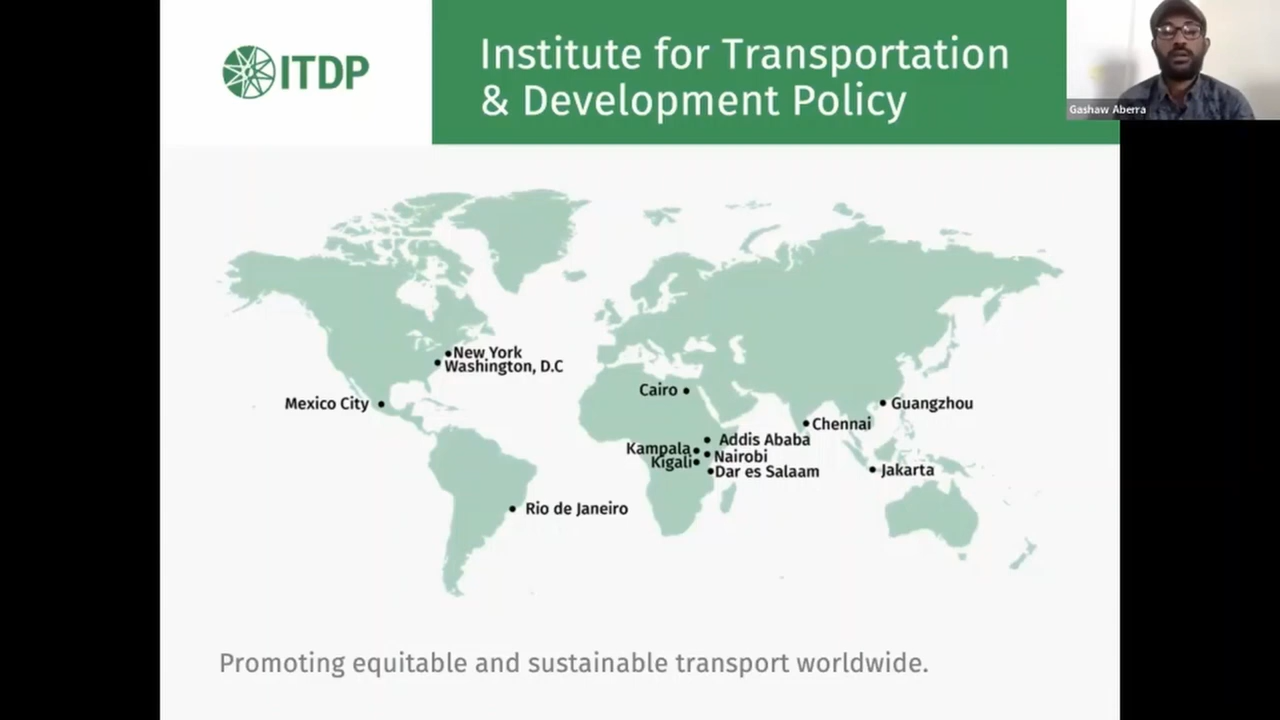 ITDP
Institute for Transportation
& Development Policy
Gashaw Aberra
New York
Washington, D.C
Mexico City
Cairo
Guangzhou
Chennai
Addis Ababa
Kampala
Nairobi
Kigali
Dar es Salaam
Jakarta
Rio de Janeiro
Promoting equitable and sustainable transport worldwide.